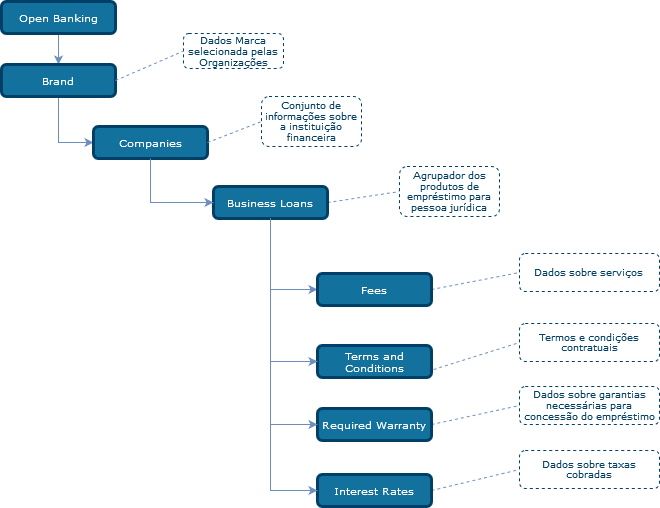 Open Banking
Dados Marca
selecionada pelas
Organizações
Brand
Conjunto de
informações sobre
a instituição
financeira
Companies
Agrupador dos
produtos de
empréstimo para
pessoa jurídica
Business Loans
Dados sobre serviços
Fees
Termos e condições
contratuais
Terms and
Conditions
Dados sobre garantias
necessárias para
concessão do empréstimo
Required Warranty
Dados sobre taxas
cobradas
Interest Rates